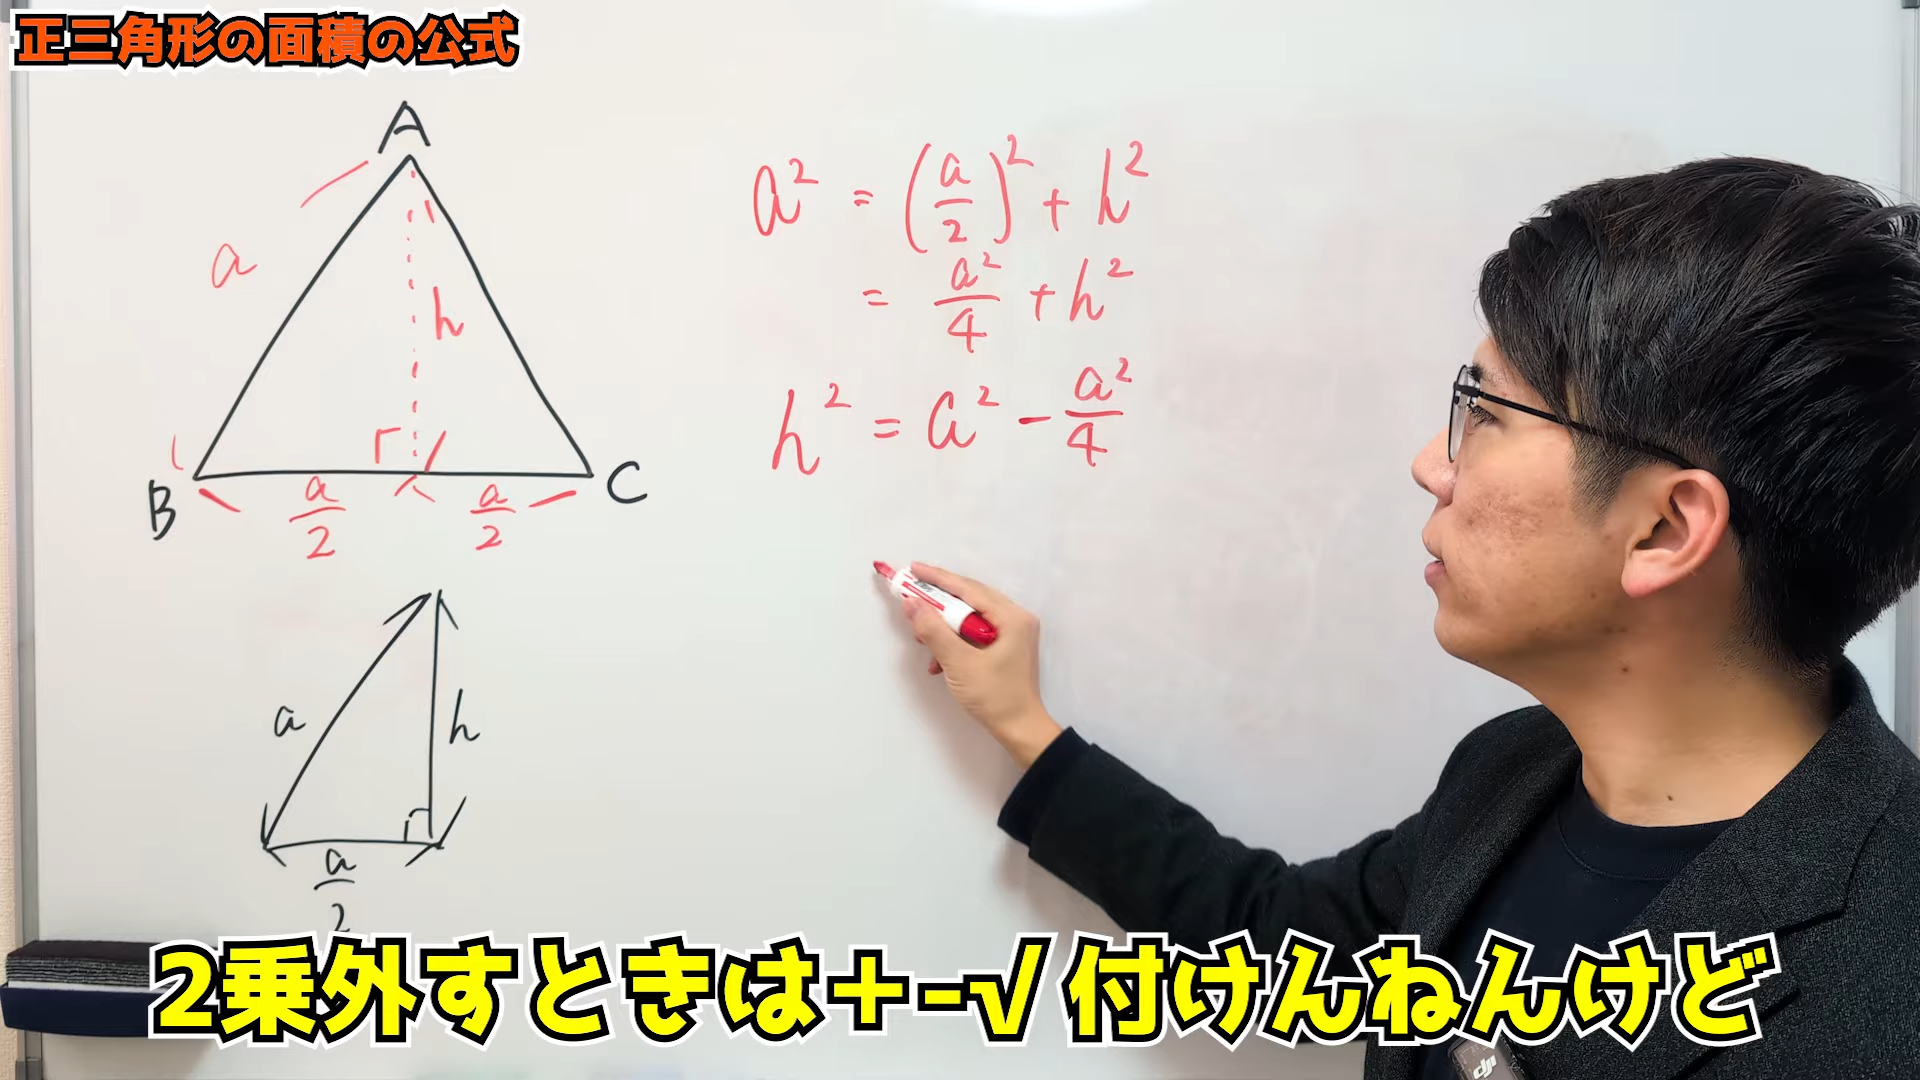 正三角形の面積の公式
A
a
h
B
a/2
a/2
C
a
h
a/2
a² = (a/2)² + h²
= a²/4 + h²
h² = a² - a²/4
2乗外すときは＋-√ 付けんねんけど
dji